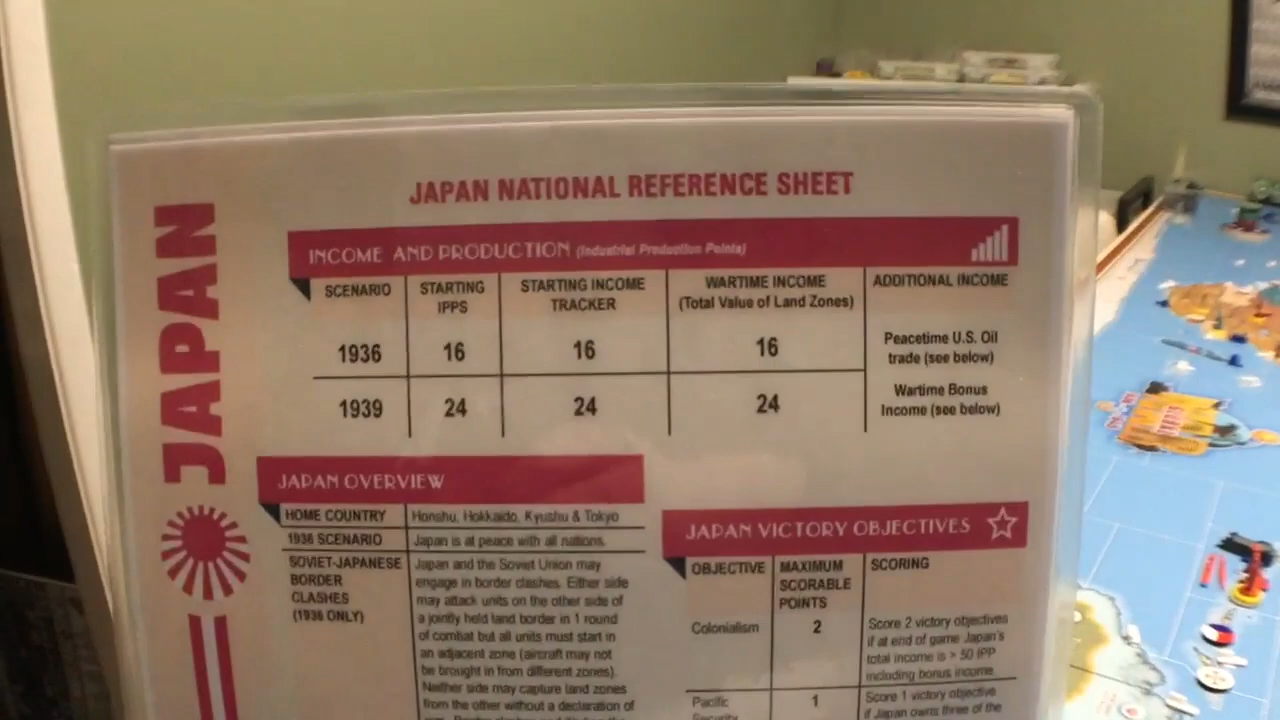 JAPAN
JAPAN NATIONAL REFERENCE SHEET
INCOME AND PRODUCTION (Industrial Production Points)
SCENARIO
STARTING
IPPS
STARTING INCOME
TRACKER
WARTIME INCOME
(Total Value of Land Zones)
ADDITIONAL INCOME
1936
16
16
16
Peacetime U.S. Oil
trade (see below)
1939
24
24
24
Wartime Bonus
Income (see below)
JAPAN OVERVIEW
HOME COUNTRY
Honshu, Hokkaido, Kyushu & Tokyo
1936 SCENARIO
Japan is at peace with all nations.
SOVIET-JAPANESE
BORDER
CLASHES
(1936 ONLY)
Japan and the Soviet Union may
engage in border clashes. Either side
may attack units on the other side of
a jointly held land border in 1 round
of combat but all units must start in
an adjacent zone (aircraft may not
be brought in from different zones).
Neither side may capture land zones
from the other without a declaration of
JAPAN VICTORY OBJECTIVES
OBJECTIVE
MAXIMUM
SCORABLE
POINTS
SCORING
Colonialism
2
Score 2 victory objectives
if at end of game Japan's
total income is > 50 IPP
including bonus income.
Pacific
Security
1
Score 1 victory objective
if Japan owns three of the